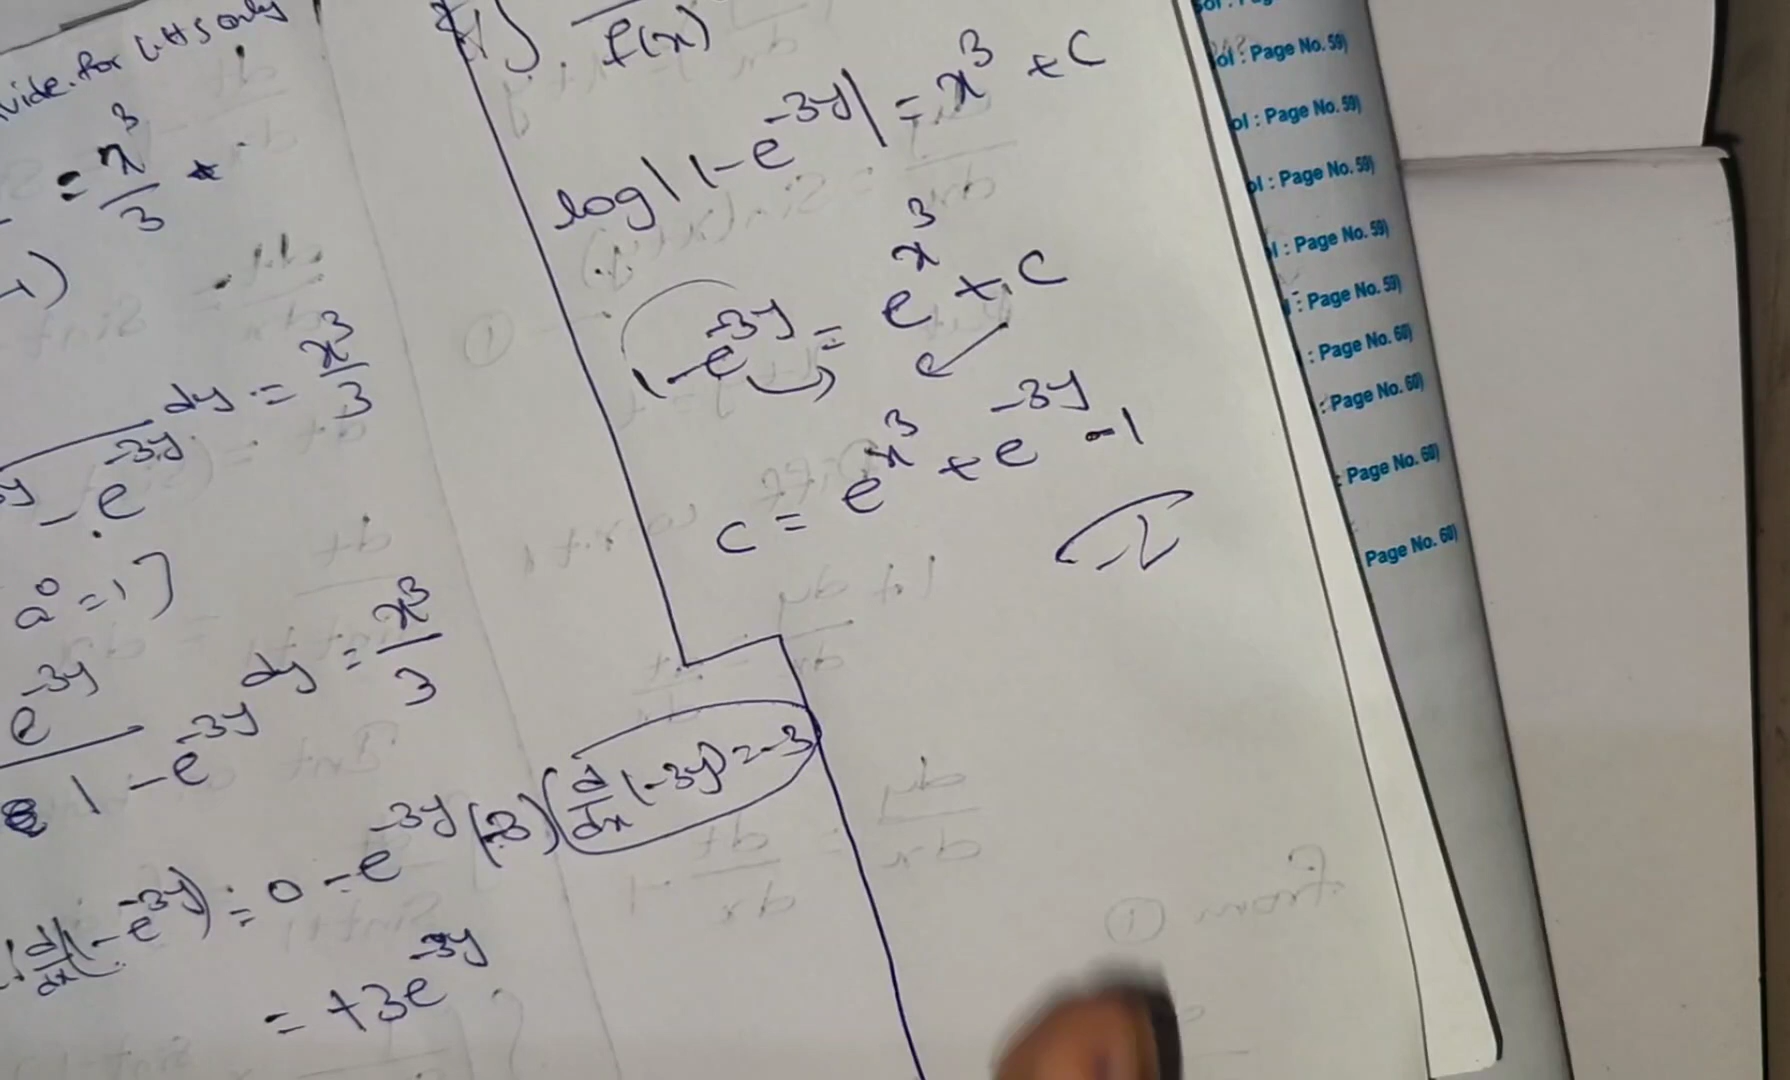 vide. for LHS only
= x³/3
dy = x³/3
- e^-3y
a⁰ = 1)
e^-3y
1 - e^-3y dy = x³/3
d/dx(1-e^-3y) = 0 - e^-3y (-3) (d/dx (-3y) = -3
= +3e^-3y
f(x)
log|1-e^-3y| = x³ + C
1-e^-3y = e^x³ + C
C = e^x³ + e^-3y - 1
ol : Page No. 59)
ol : Page No. 59)
ol : Page No. 59)
l : Page No. 59)
: Page No. 59)
: Page No. 60)
: Page No. 60)
: Page No. 60)
Page No. 60)